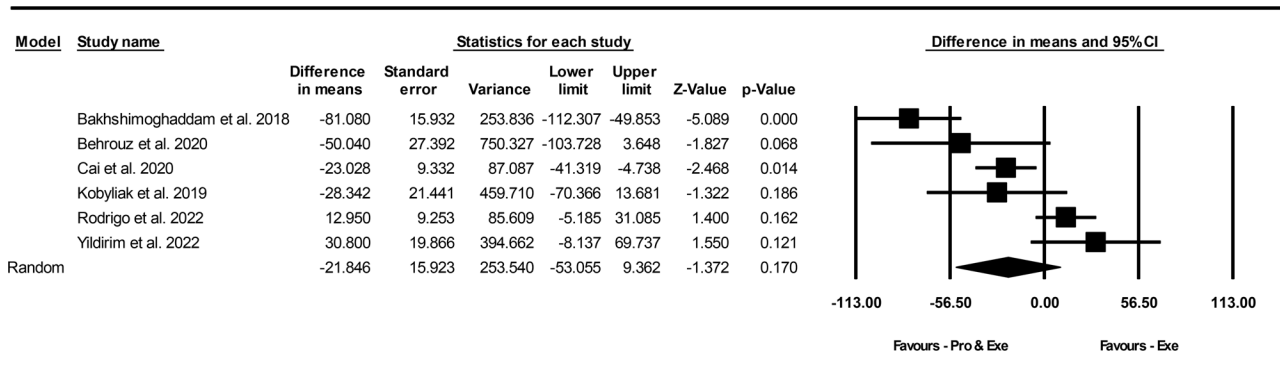 Model Study name Statistics for each study Difference in means and 95%CI
Difference in means Standard error Variance Lower limit Upper limit Z-Value p-Value
Bakhshimoghaddam et al. 2018 -81.080 15.932 253.836 -112.307 -49.853 -5.089 0.000
Behrouz et al. 2020 -50.040 27.392 750.327 -103.728 3.648 -1.827 0.068
Cai et al. 2020 -23.028 9.332 87.087 -41.319 -4.738 -2.468 0.014
Kobyliak et al. 2019 -28.342 21.441 459.710 -70.366 13.681 -1.322 0.186
Rodrigo et al. 2022 12.950 9.253 85.609 -5.185 31.085 1.400 0.162
Yildirim et al. 2022 30.800 19.866 394.662 -8.137 69.737 1.550 0.121
Random -21.846 15.923 253.540 -53.055 9.362 -1.372 0.170
-113.00 -56.50 0.00 56.50 113.00
Favours - Pro & Exe Favours - Exe